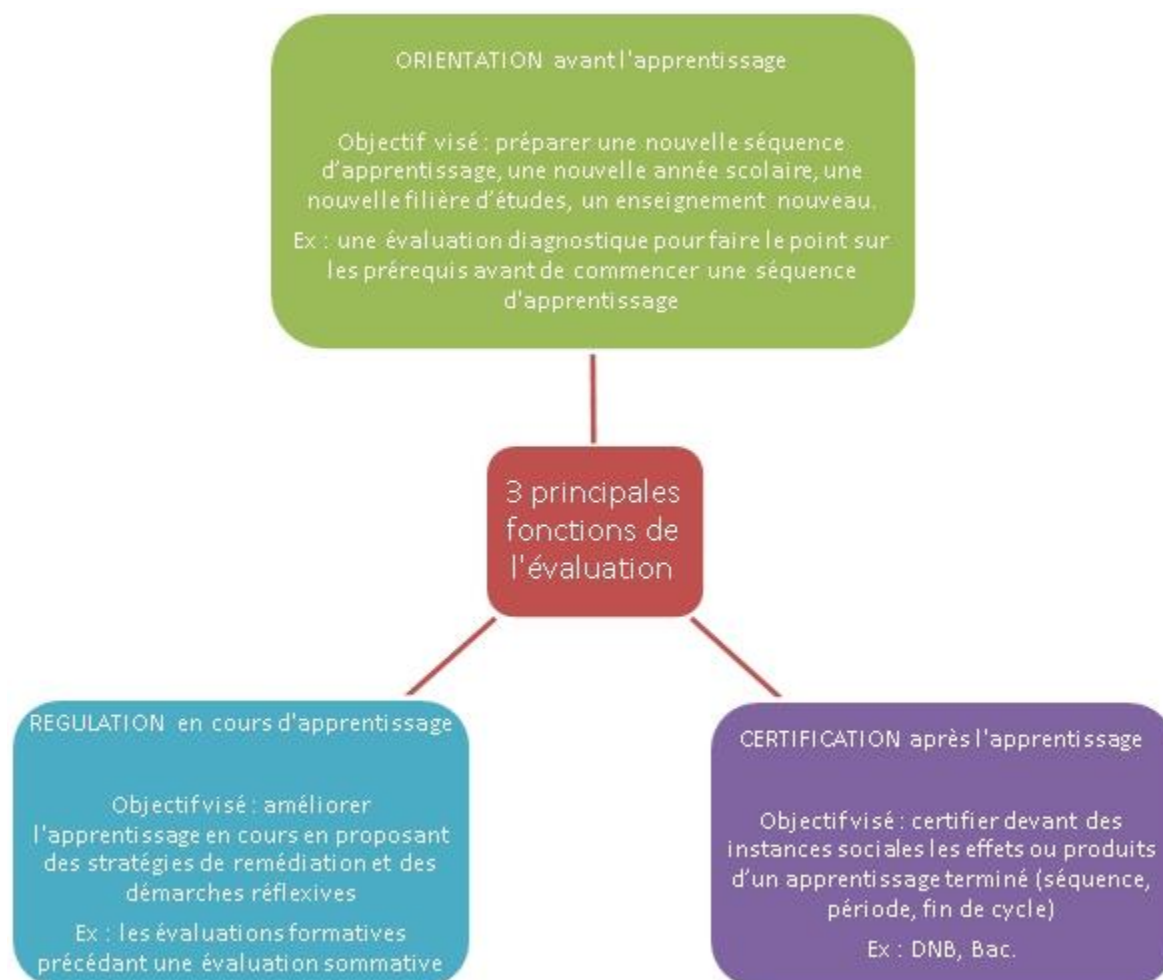 ORIENTATION avant l'apprentissage
Objectif visé : préparer une nouvelle séquence
d'apprentissage, une nouvelle année scolaire, une
nouvelle filière d'études, un enseignement nouveau.
Ex : une évaluation diagnostique pour faire le point sur
les prérequis avant de commencer une séquence
d'apprentissage
3 principales
fonctions de
l'évaluation
REGULATION en cours d'apprentissage
Objectif visé : améliorer
l'apprentissage en cours en proposant
des stratégies de remédiation et des
démarches réflexives
Ex : les évaluations formatives
précédant une évaluation sommative
CERTIFICATION après l'apprentissage
Objectif visé : certifier devant des
instances sociales les effets ou produits
d'un apprentissage terminé (séquence,
période, fin de cycle)
Ex : DNB, Bac.